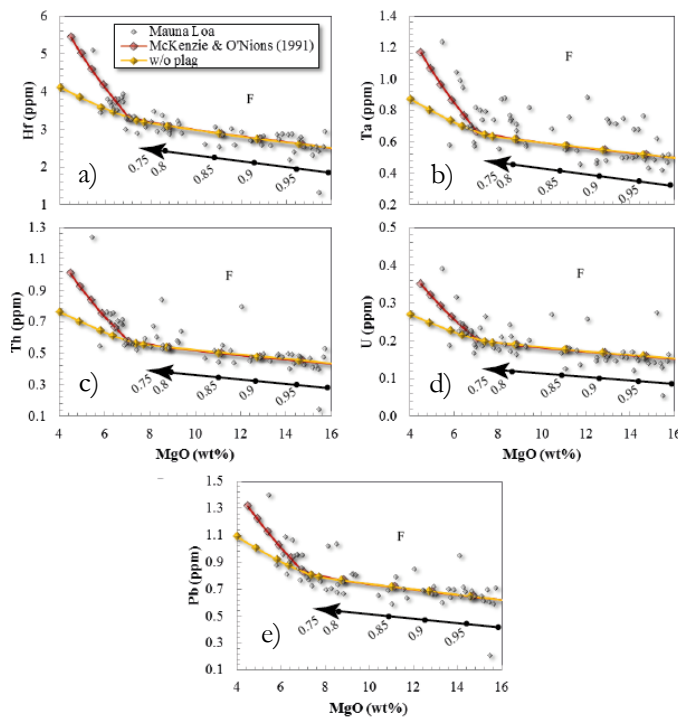 Mauna Loa
McKenzie & O'Nions (1991)
w/o plag
6
5
4
3
2
1
Hf (ppm)
F
a)
0.75
0.8
0.85
0.9
0.95
1.4
1.2
1.0
0.8
0.6
0.4
0.2
Ta (ppm)
F
b)
0.75
0.8
0.85
0.9
0.95
1.3
1.1
0.9
0.7
0.5
0.3
0.1
Th (ppm)
F
c)
0.75
0.8
0.85
0.9
0.95
4 6 8 10 12 14 16
MgO (wt%)
0.5
0.4
0.3
0.2
0.1
0.0
U (ppm)
F
d)
0.75
0.8
0.85
0.9
0.95
4 6 8 10 12 14 16
MgO (wt%)
1.5
1.3
1.1
0.9
0.7
0.5
0.3
0.1
Pb (ppm)
F
e)
0.75
0.8
0.85
0.9
0.95
4 6 8 10 12 14 16
MgO (wt%)